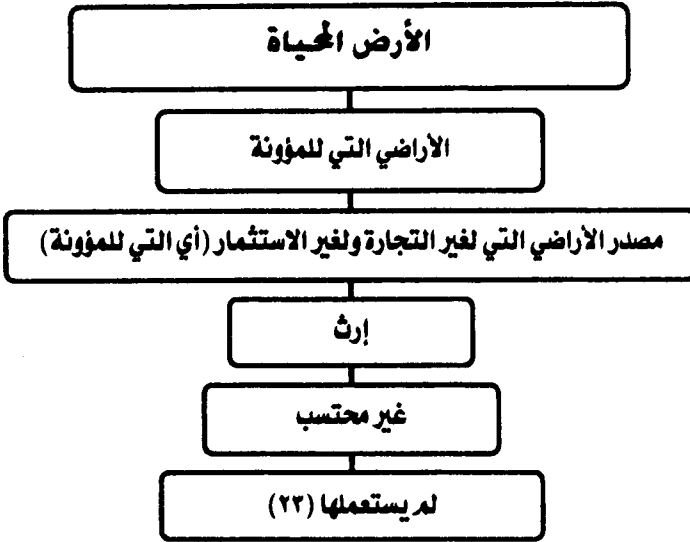 الأرض المحياة
الأراضي التي للمؤونة
مصدر الأراضي التي لغير التجارة ولغير الاستثمار (أي التي للمؤونة)
إرث
غير محتسب
لم يستعملها (٢٣)